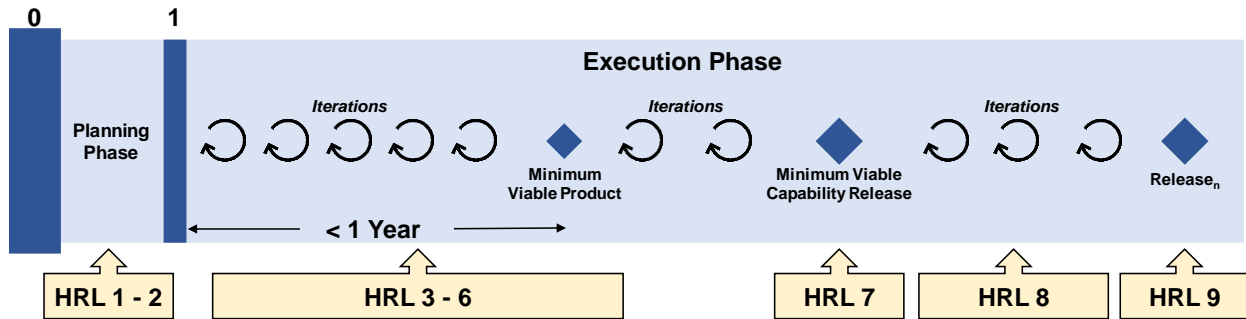 0
1
Execution Phase
Planning
Phase
Iterations
Iterations
Iterations
Minimum
Viable Product
Minimum Viable
Capability Release
Releaseₙ
< 1 Year
HRL 1 - 2
HRL 3 - 6
HRL 7
HRL 8
HRL 9